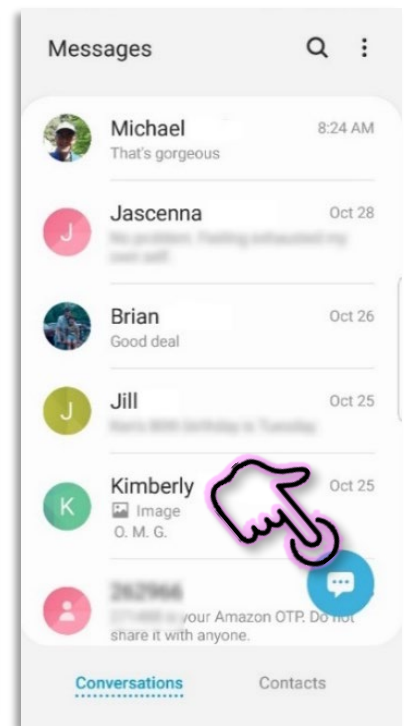 Messages
Michael
8:24 AM
That's gorgeous
J
Jascenna
Oct 28
Brian
Oct 26
Good deal
J
Jill
Oct 25
K
Kimberly
Oct 25
Image
O. M. G.
your Amazon OTP. Do not
share it with anyone.
Conversations
Contacts